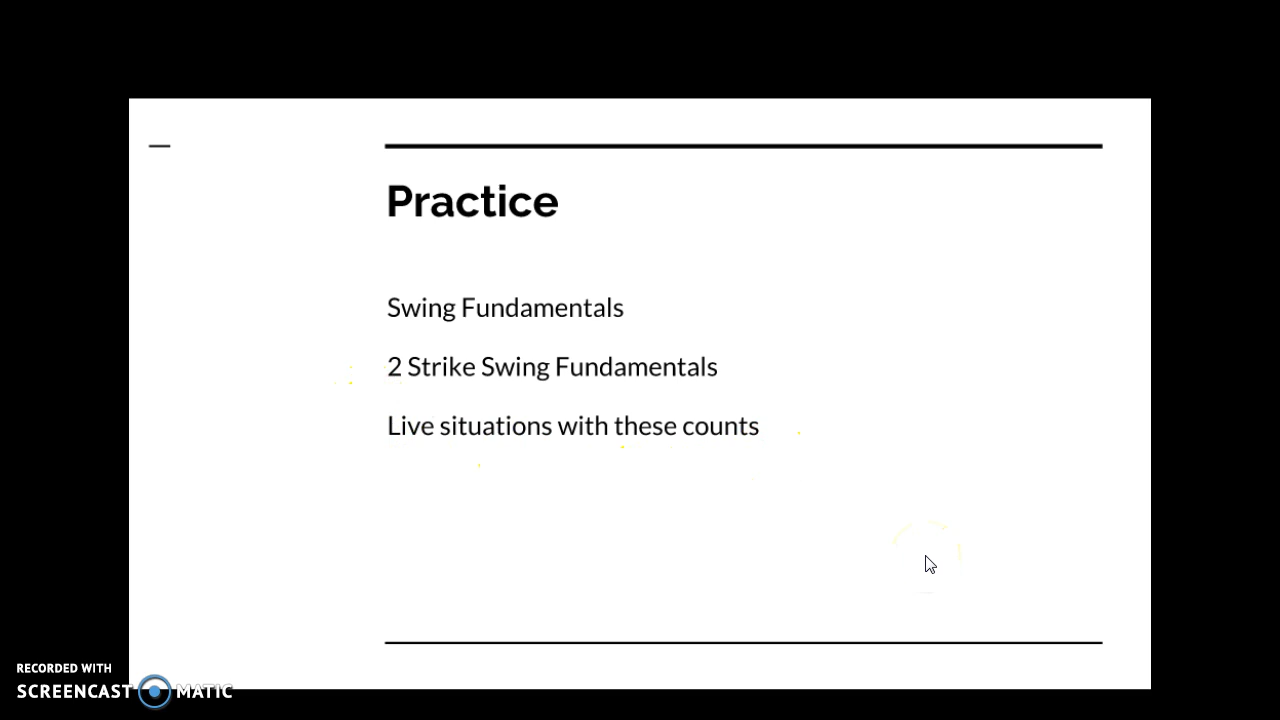 Practice
Swing Fundamentals
2 Strike Swing Fundamentals
Live situations with these counts
RECORDED WITH
SCREENCAST MATIC